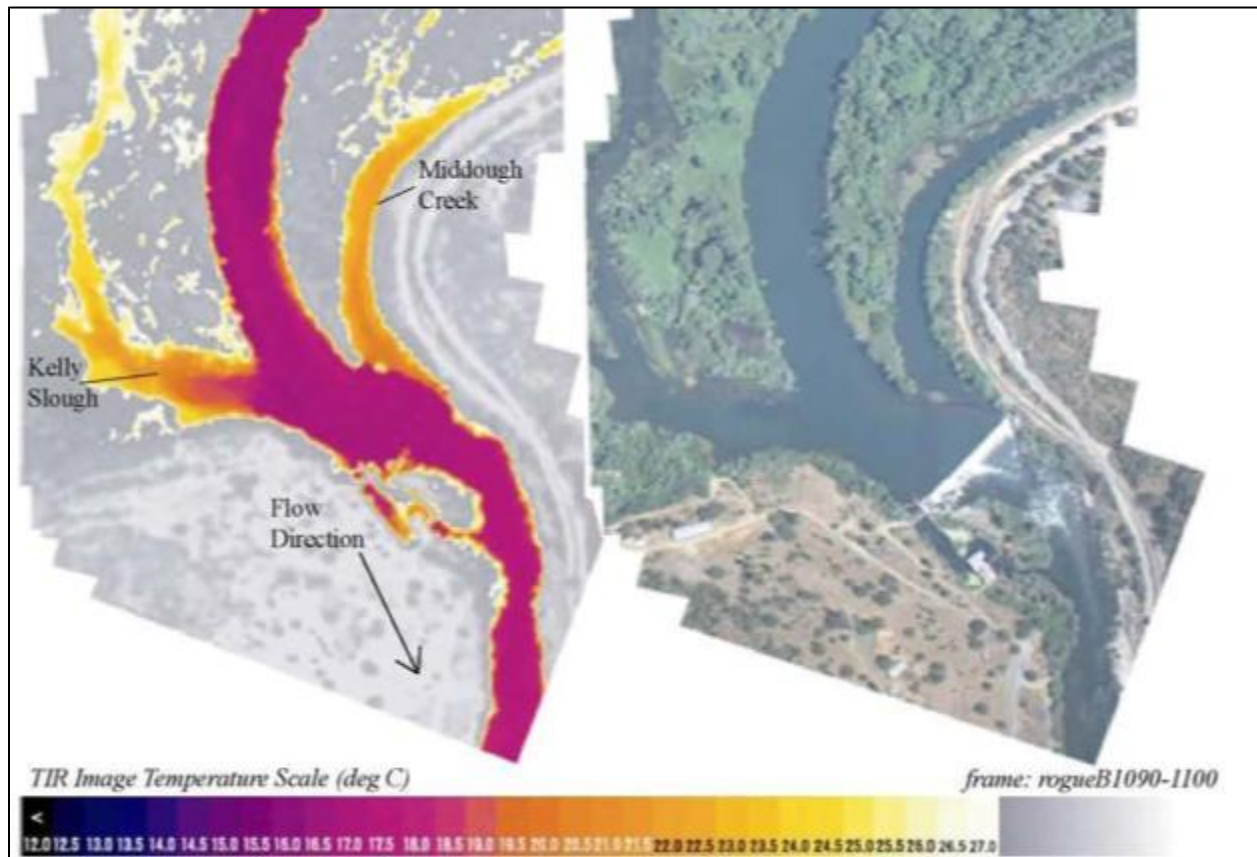 Middough
Creek
Kelly
Slough
Flow
Direction
TIR Image Temperature Scale (deg C)
frame: rogueB1090-1100
<
12.0 12.5 13.0 13.5 14.0 14.5 15.0 15.5 16.0 16.5 17.0 17.5 18.0 18.5 19.0 19.5 20.0 20.5 21.0 21.5 22.0 22.5 23.0 23.5 24.0 24.5 25.0 25.5 26.0 26.5 27.0